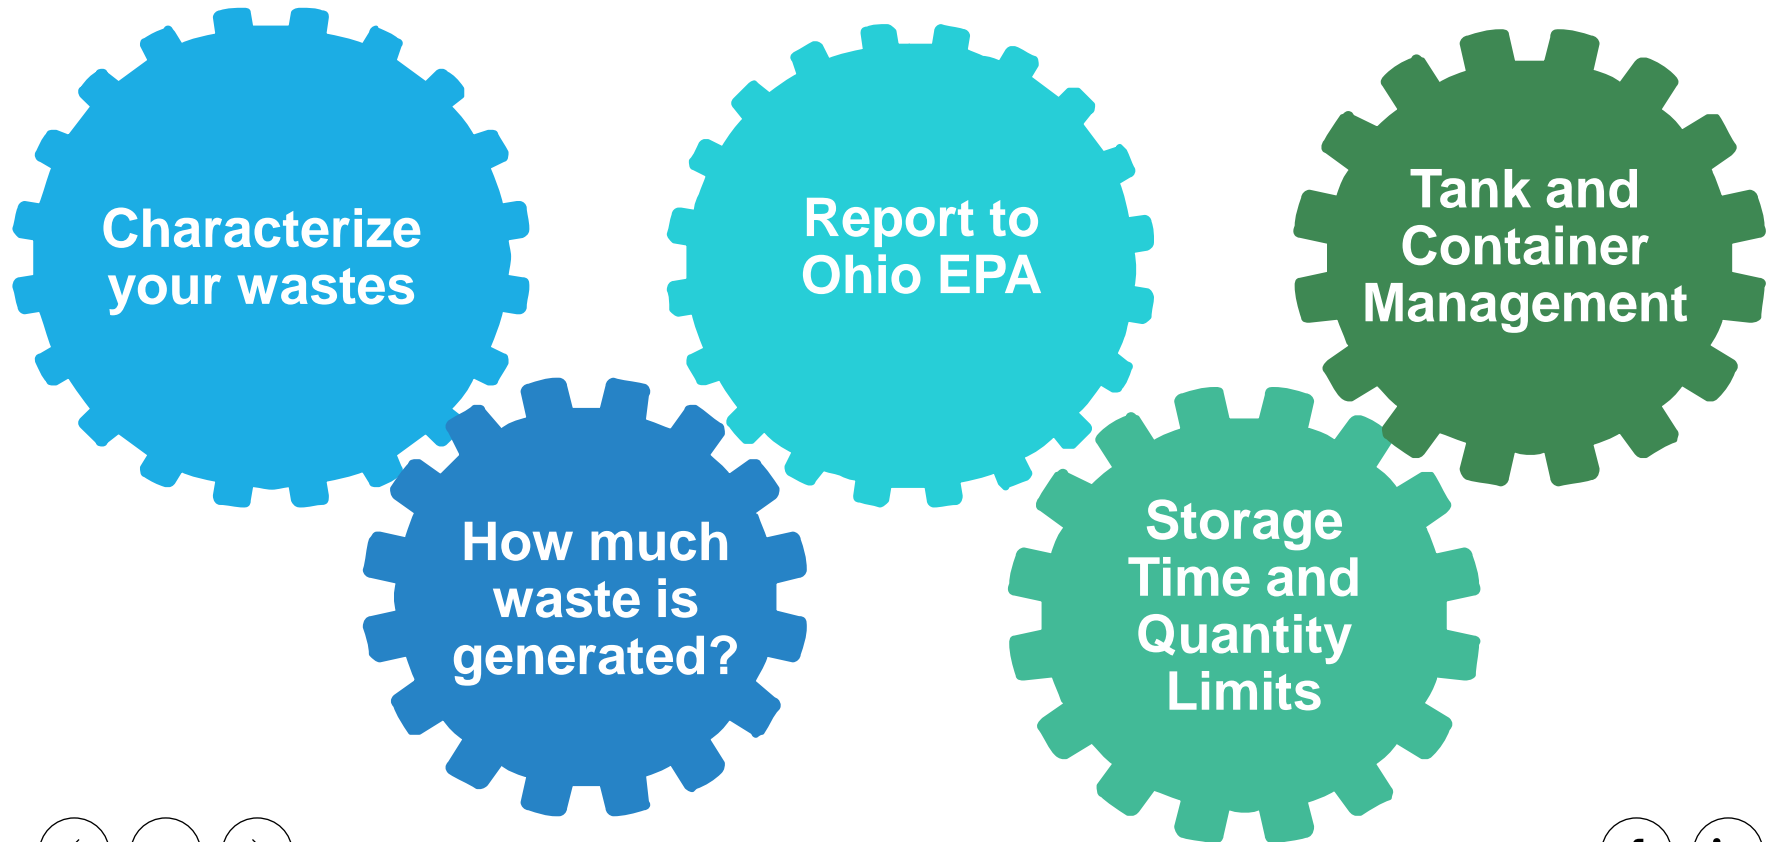 Characterize
your wastes
How much
waste is
generated?
Report to
Ohio EPA
Storage
Time and
Quantity
Limits
Tank and
Container
Management